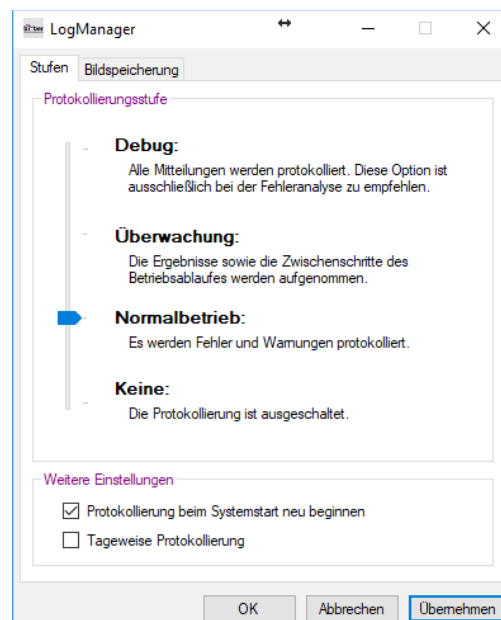 LogManager
Stufen
Bildspeicherung
Protokollierungsstufe
Debug:
Alle Mitteilungen werden protokolliert. Diese Option ist
ausschließlich bei der Fehleranalyse zu empfehlen.
Überwachung:
Die Ergebnisse sowie die Zwischenschritte des
Betriebsablaufes werden aufgenommen.
Normalbetrieb:
Es werden Fehler und Warnungen protokolliert.
Keine:
Die Protokollierung ist ausgeschaltet.
Weitere Einstellungen
Protokollierung beim Systemstart neu beginnen
Tageweise Protokollierung
OK
Abbrechen
Übernehmen